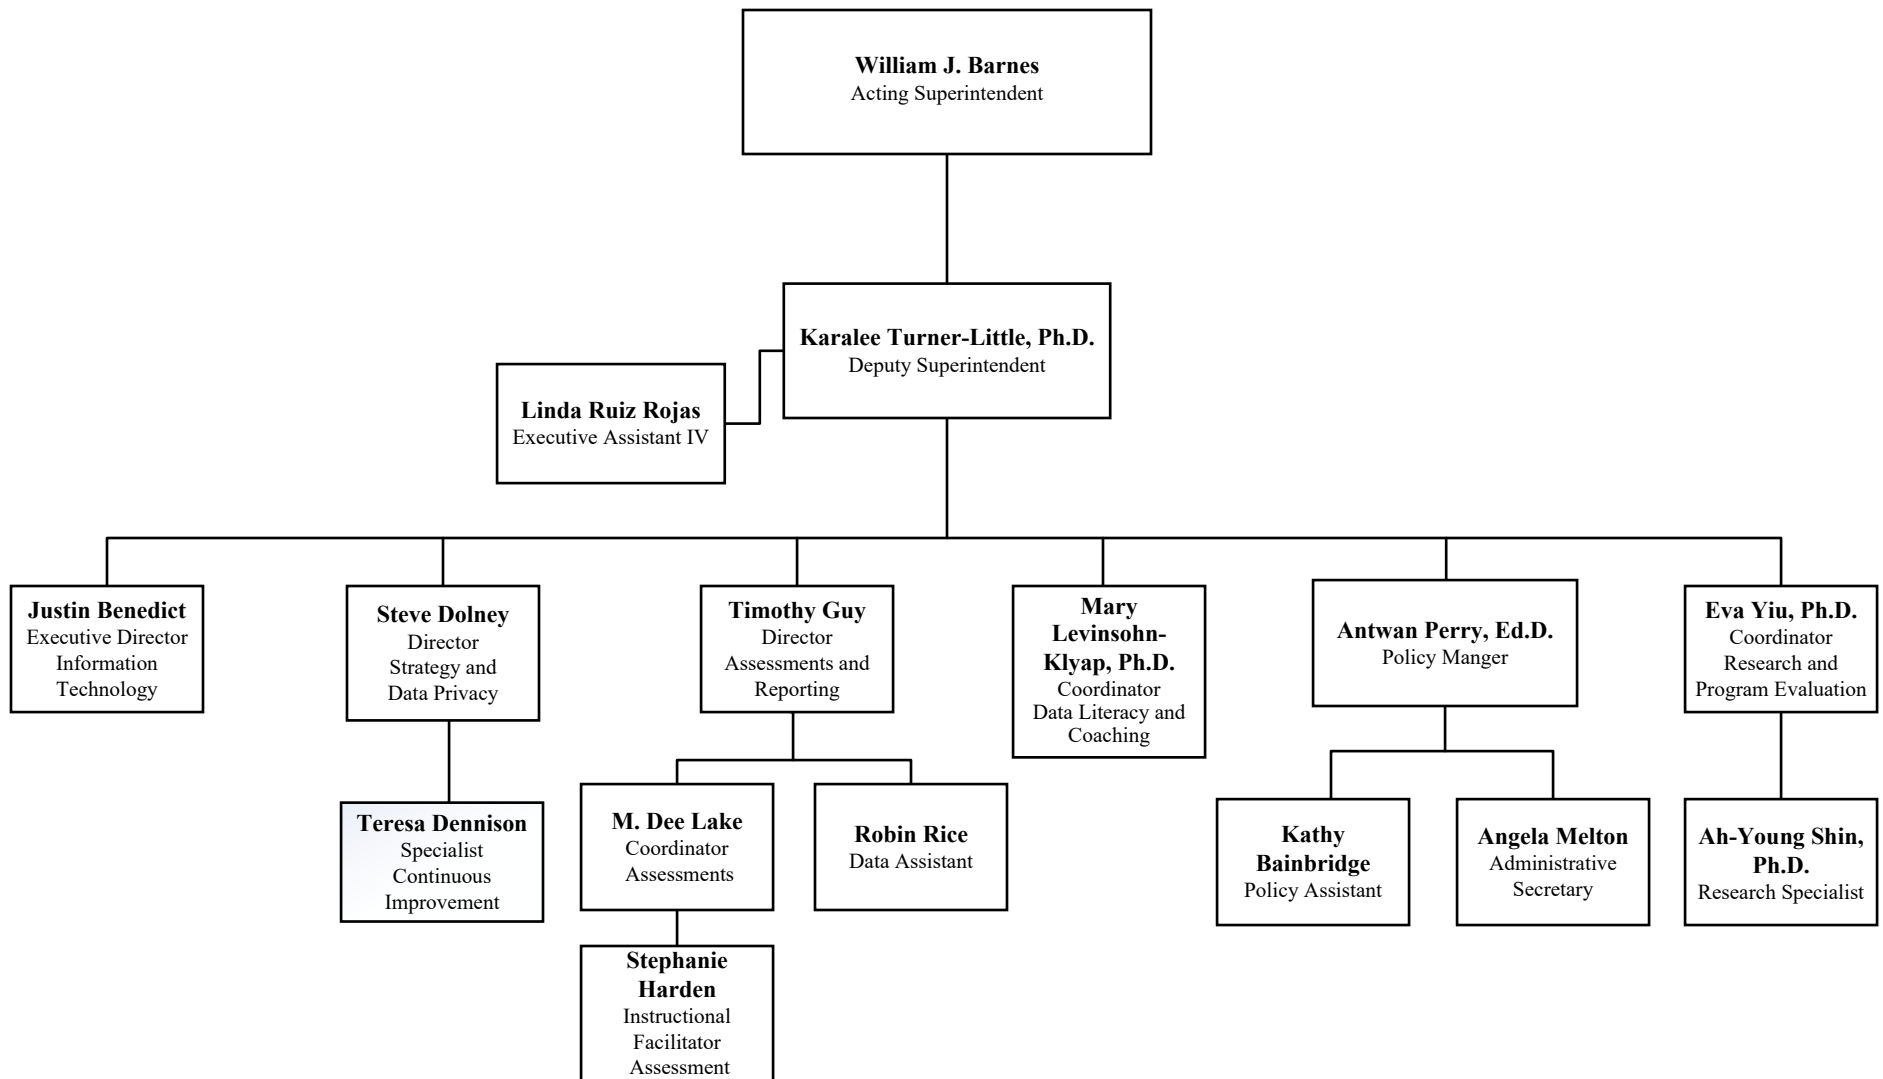 William J. Barnes
Acting Superintendent
Karalee Turner-Little, Ph.D.
Deputy Superintendent
Linda Ruiz Rojas
Executive Assistant IV
Justin Benedict
Executive Director
Information
Technology
Steve Dolney
Director
Strategy and
Data Privacy
Timothy Guy
Director
Assessments and
Reporting
Mary
Levinsohn-
Klyap, Ph.D.
Coordinator
Data Literacy and
Coaching
Antwan Perry, Ed.D.
Policy Manger
Eva Yiu, Ph.D.
Coordinator
Research and
Program Evaluation
Teresa Dennison
Specialist
Continuous
Improvement
M. Dee Lake
Coordinator
Assessments
Robin Rice
Data Assistant
Kathy
Bainbridge
Policy Assistant
Angela Melton
Administrative
Secretary
Ah-Young Shin,
Ph.D.
Research Specialist
Stephanie
Harden
Instructional
Facilitator
Assessment